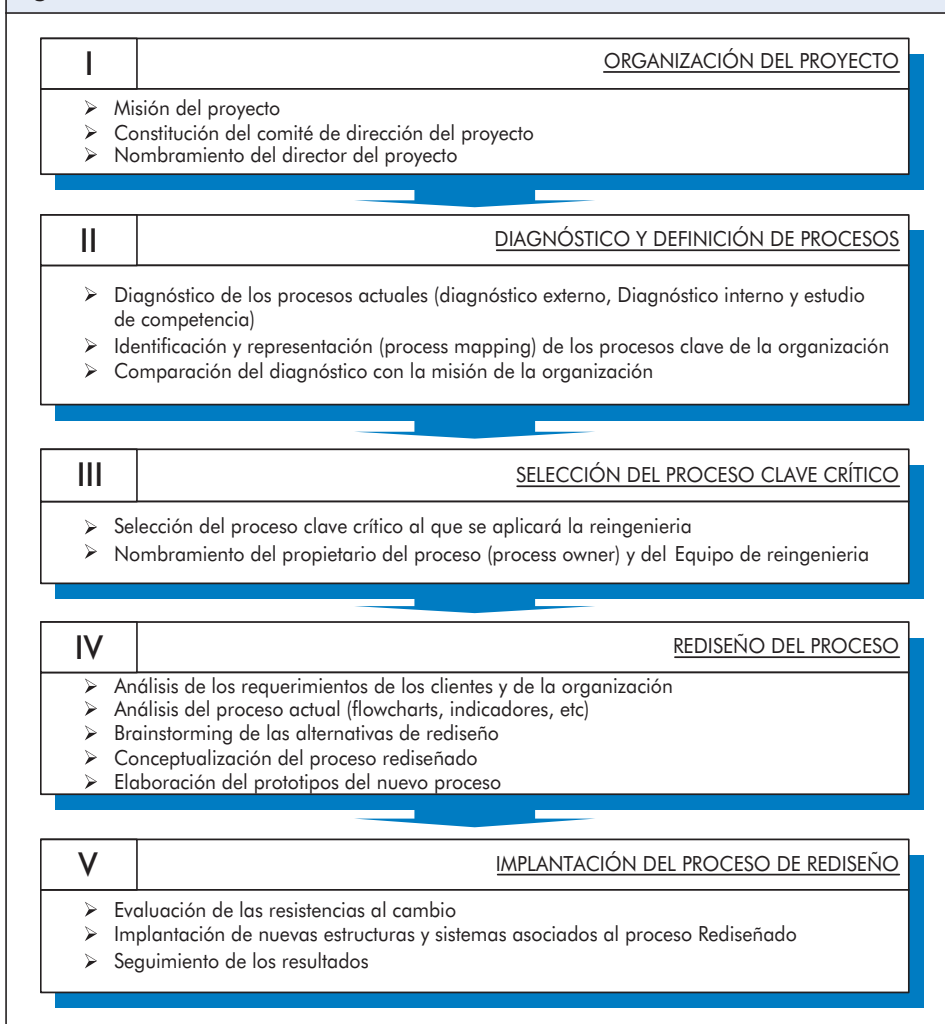 I
ORGANIZACIÓN DEL PROYECTO
➢ Misión del proyecto
➢ Constitución del comité de dirección del proyecto
➢ Nombramiento del director del proyecto
II
DIAGNÓSTICO Y DEFINICIÓN DE PROCESOS
➢ Diagnóstico de los procesos actuales (diagnóstico externo, Diagnóstico interno y estudio
de competencia)
➢ Identificación y representación (process mapping) de los procesos clave de la organización
➢ Comparación del diagnóstico con la misión de la organización
III
SELECCIÓN DEL PROCESO CLAVE CRÍTICO
➢ Selección del proceso clave crítico al que se aplicará la reingenieria
➢ Nombramiento del propietario del proceso (process owner) y del Equipo de reingenieria
IV
REDISEÑO DEL PROCESO
➢ Análisis de los requerimientos de los clientes y de la organización
➢ Análisis del proceso actual (flowcharts, indicadores, etc)
➢ Brainstorming de las alternativas de rediseño
➢ Conceptualización del proceso rediseñado
➢ Elaboración del prototipos del nuevo proceso
V
IMPLANTACIÓN DEL PROCESO DE REDISEÑO
➢ Evaluación de las resistencias al cambio
➢ Implantación de nuevas estructuras y sistemas asociados al proceso Rediseñado
➢ Seguimiento de los resultados